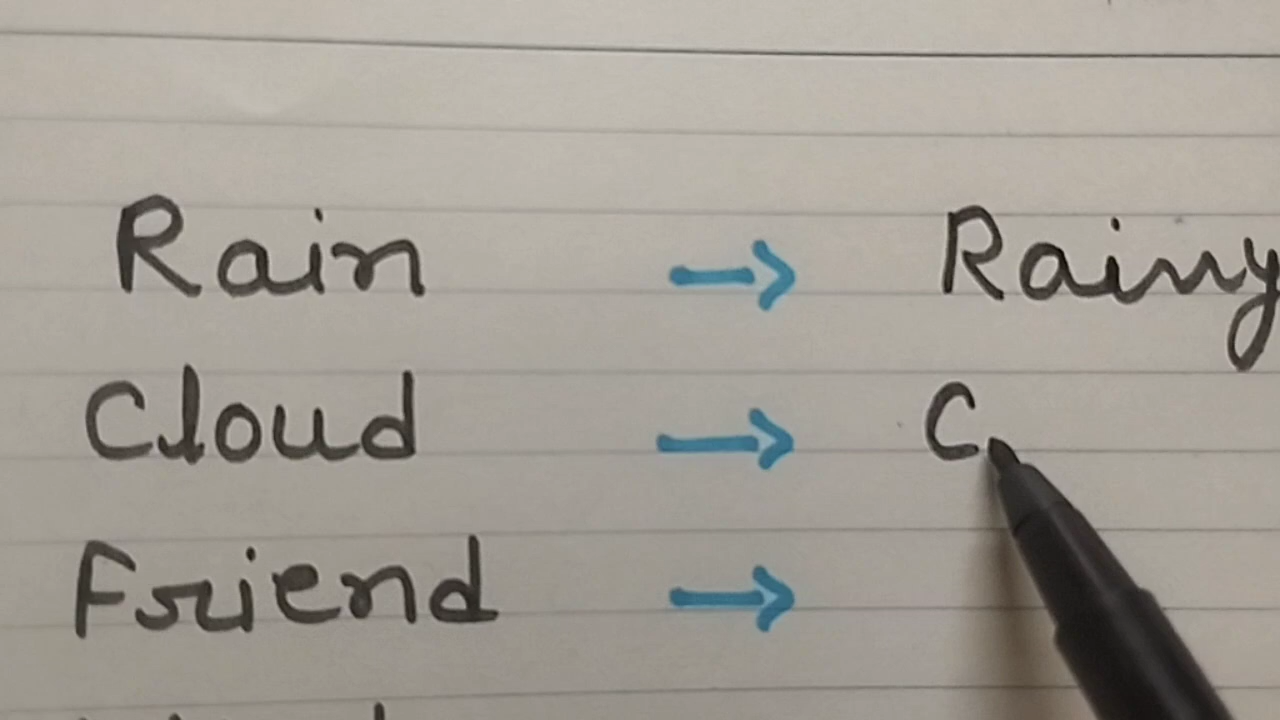 Rain → Rainy
Cloud → C
Friend →